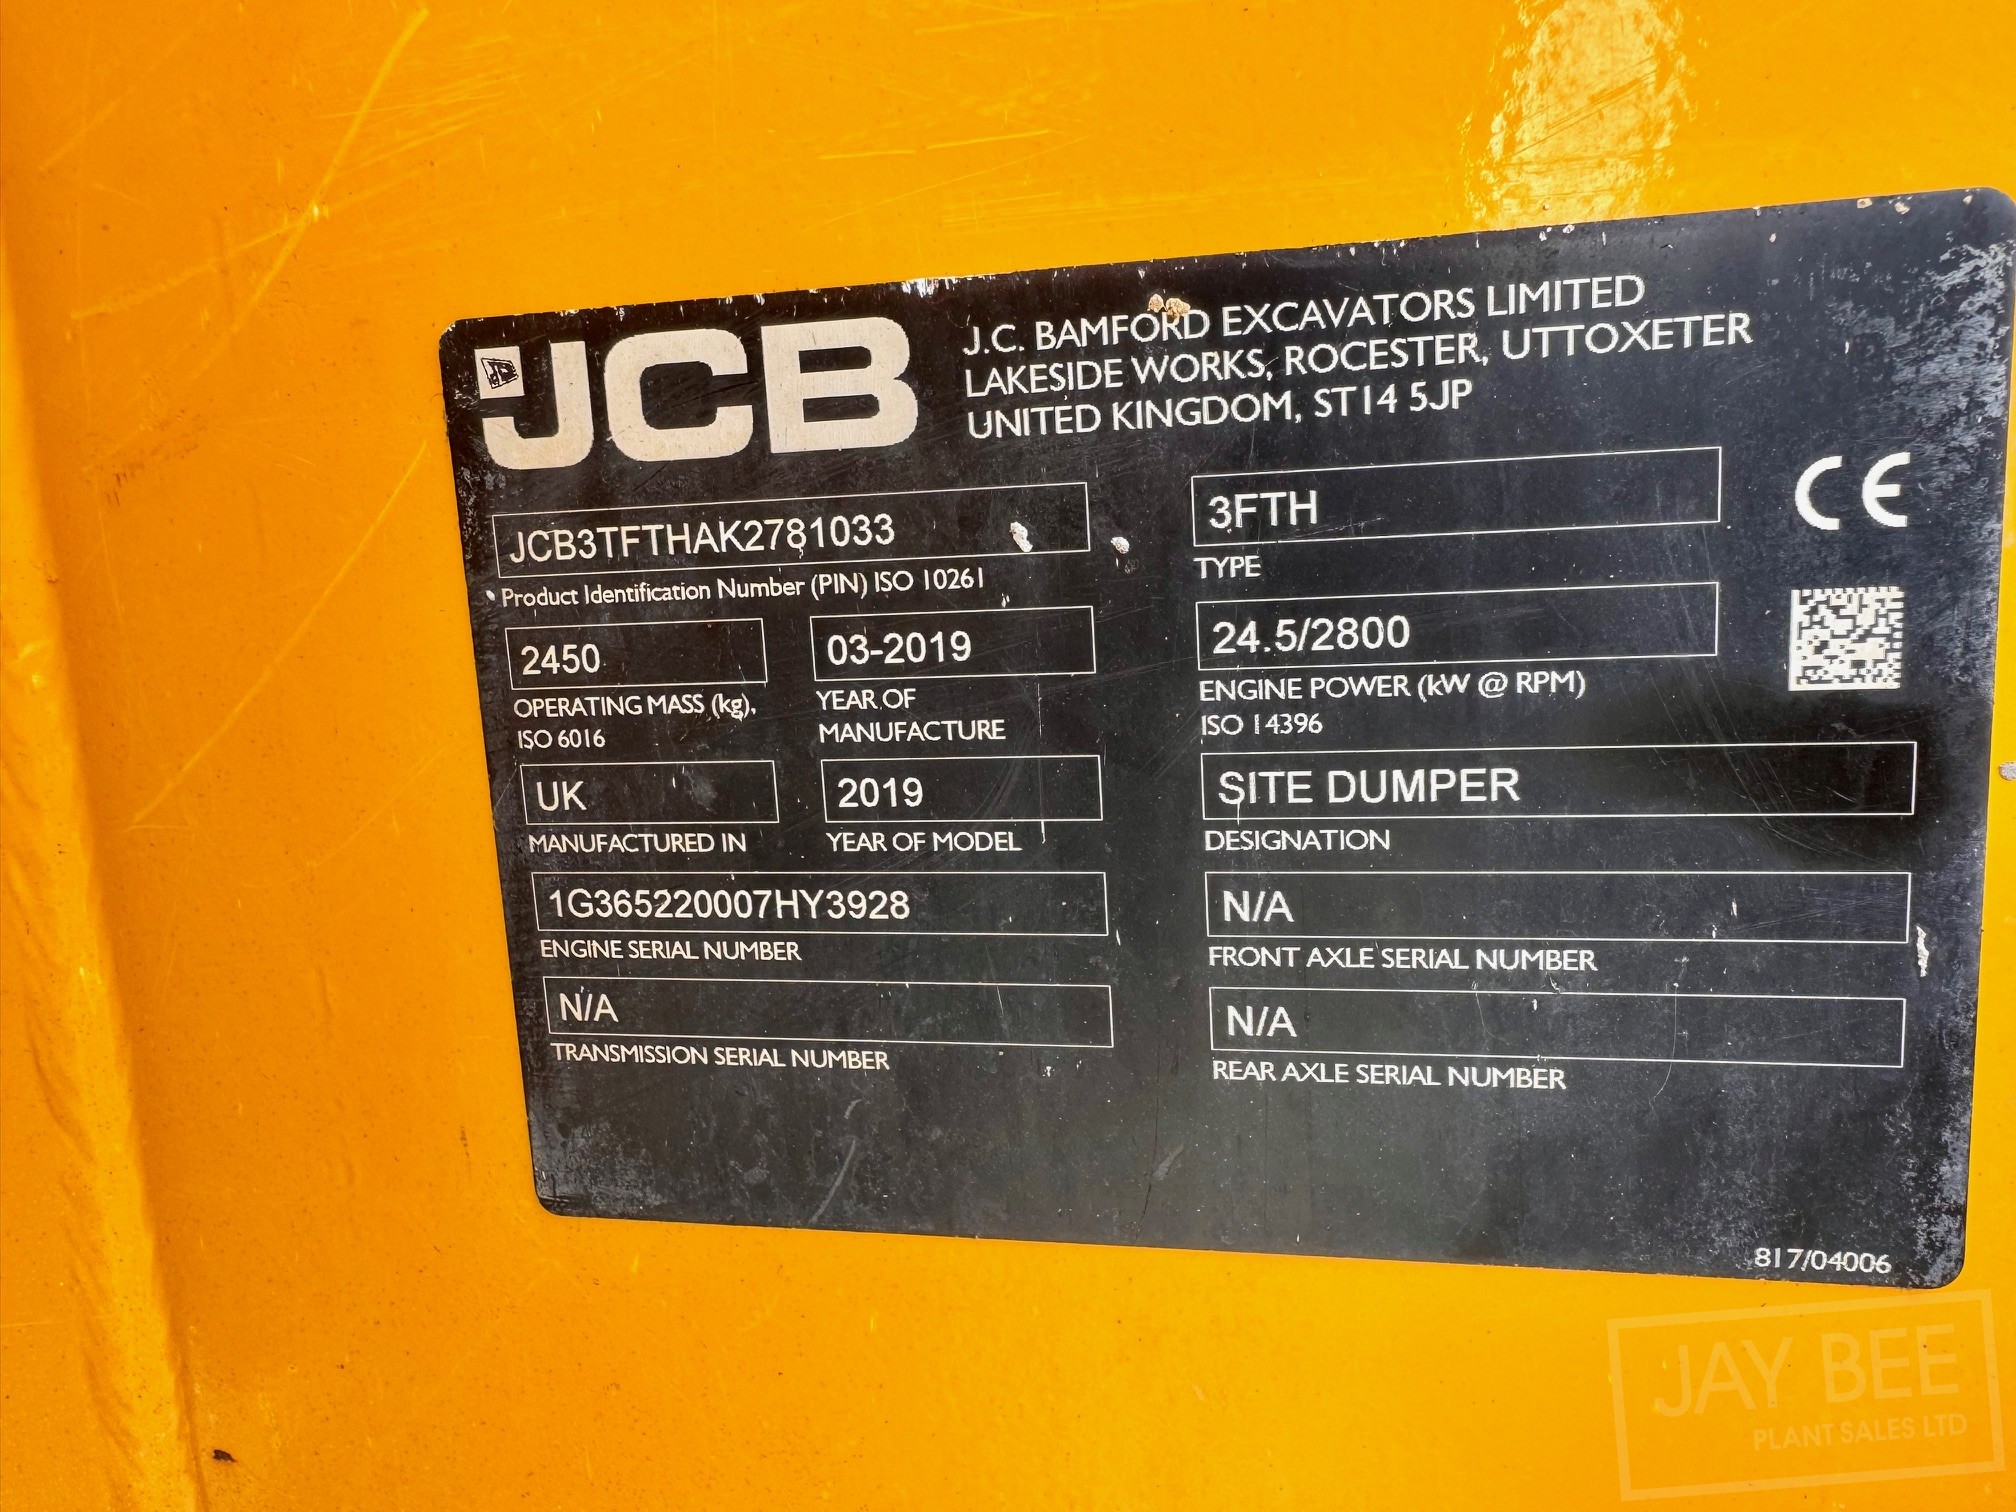 JCB
J.C. BAMFORD EXCAVATORS LIMITED
LAKESIDE WORKS, ROCESTER, UTTOXETER
UNITED KINGDOM, ST14 5JP
JCB3TFTHAK2781033
Product Identification Number (PIN) ISO 10261
3FTH
TYPE
CE
2450
OPERATING MASS (kg),
ISO 6016
03-2019
YEAR OF
MANUFACTURE
24.5/2800
ENGINE POWER (kW @ RPM)
ISO 14396
UK
MANUFACTURED IN
2019
YEAR OF MODEL
SITE DUMPER
DESIGNATION
1G365220007HY3928
ENGINE SERIAL NUMBER
N/A
FRONT AXLE SERIAL NUMBER
N/A
TRANSMISSION SERIAL NUMBER
N/A
REAR AXLE SERIAL NUMBER
817/04006
JAY BEE
PLANT SALES LTD